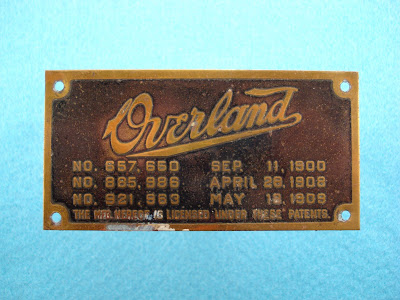 Overland
NO. 657,650 SEP. 11, 1900
NO. 885,986 APRIL 28, 1908
NO. 921,963 MAY 18, 1909
THE IS LICENSED UNDER THESE PATENTS.